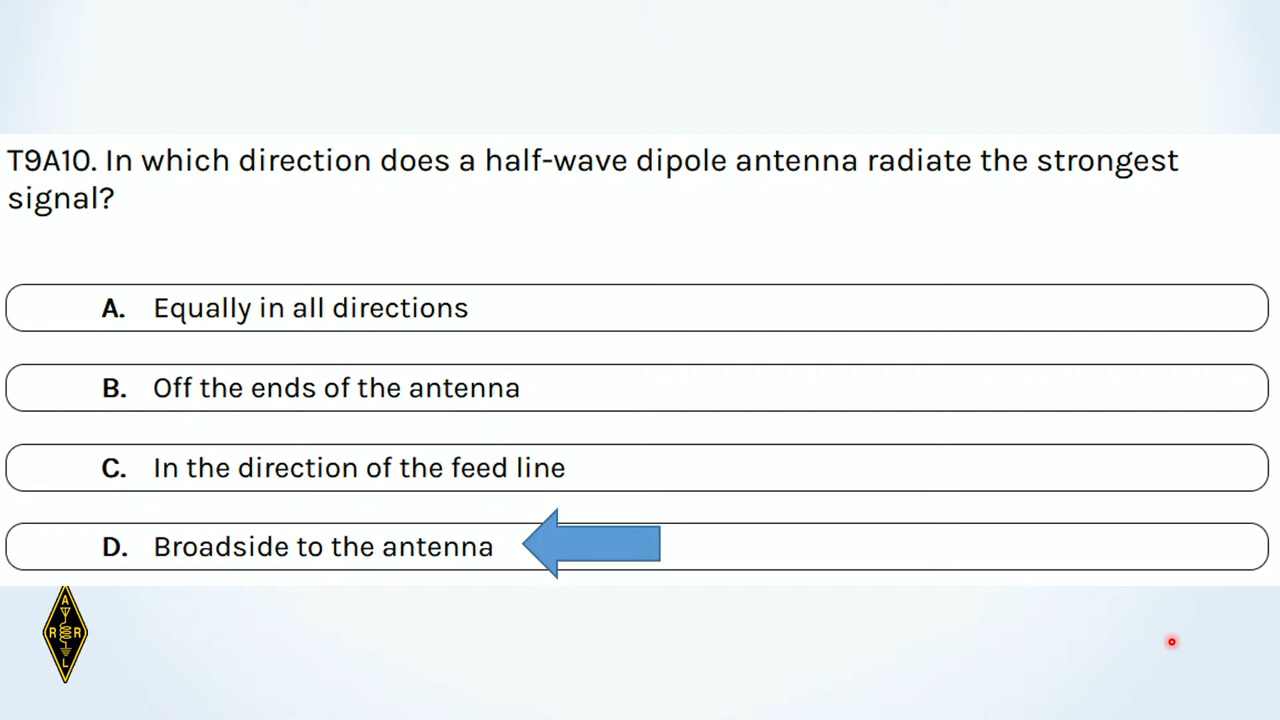 T9A10. In which direction does a half-wave dipole antenna radiate the strongest
signal?
A. Equally in all directions
B. Off the ends of the antenna
C. In the direction of the feed line
D. Broadside to the antenna
A
R R
L